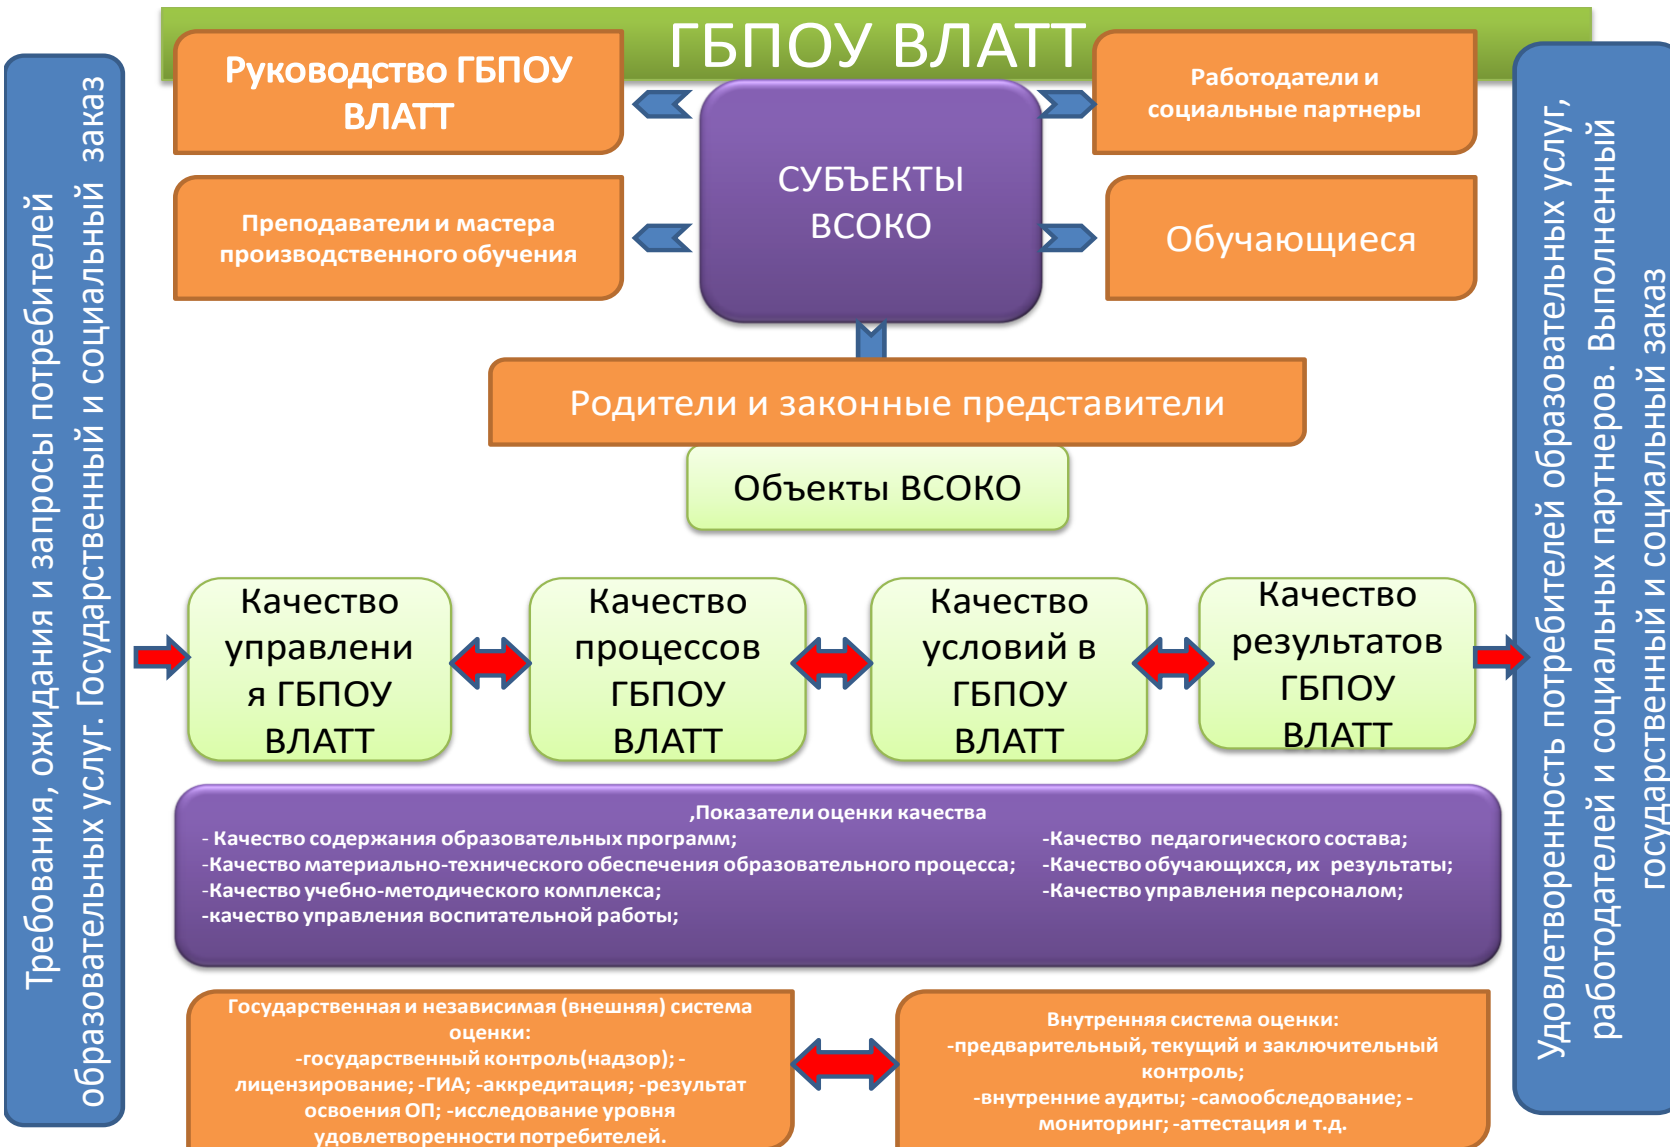 ГБПОУ ВЛАТТ
Руководство ГБПОУ
ВЛАТТ
Работодатели и
социальные партнеры
СУБЪЕКТЫ
ВСОКО
Преподаватели и мастера
производственного обучения
Обучающиеся
Родители и законные представители
Объекты ВСОКО
Требования, ожидания и запросы потребителей
образовательных услуг. Государственный и социальный заказ
Качество
управлени
я ГБПОУ
ВЛАТТ
Качество
процессов
ГБПОУ
ВЛАТТ
Качество
условий в
ГБПОУ
ВЛАТТ
Качество
результатов
ГБПОУ
ВЛАТТ
Удовлетворенность потребителей образовательных услуг,
работодателей и социальных партнеров. Выполненный
государственный и социальный заказ
,Показатели оценки качества
- Качество содержания образовательных программ;
-Качество материально-технического обеспечения образовательного процесса;
-Качество учебно-методического комплекса;
-качество управления воспитательной работы;
-Качество педагогического состава;
-Качество обучающихся, их результаты;
-Качество управления персоналом;
Государственная и независимая (внешняя) система
оценки:
-государственный контроль(надзор); -
лицензирование; -ГИА; -аккредитация; -результат
освоения ОП; -исследование уровня
удовлетворенности потребителей.
Внутренняя система оценки:
-предварительный, текущий и заключительный
контроль;
-внутренние аудиты; -самообследование; -
мониторинг; -аттестация и т.д.